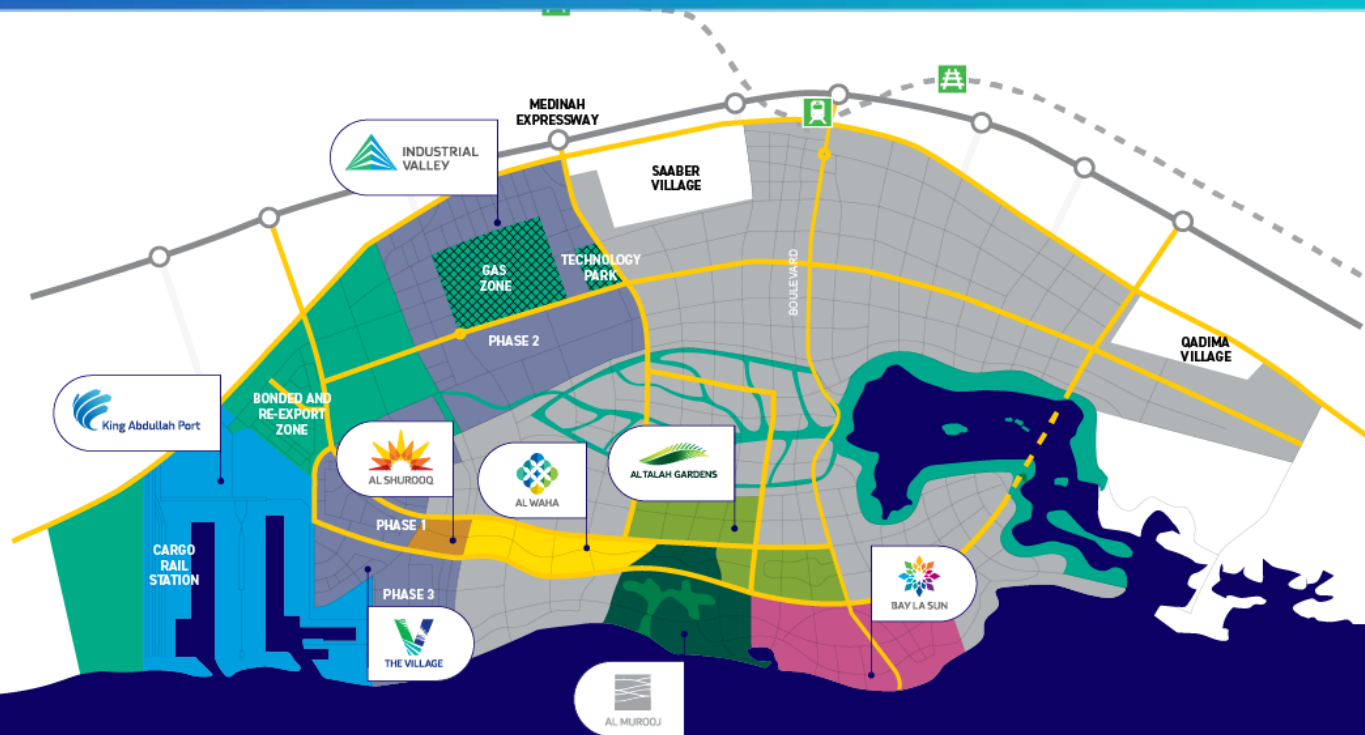 MEDINAH
EXPRESSWAY
INDUSTRIAL
VALLEY
SAABER
VILLAGE
TECHNOLOGY
PARK
GAS
ZONE
BOULEVARD
PHASE 2
QADIMA
VILLAGE
King Abdullah Port
BONDED AND
RE-EXPORT
ZONE
AL SHUROOQ
AL WAHA
ALTALAH GARDENS
PHASE 1
CARGO
RAIL
STATION
PHASE 3
BAY LA SUN
THE VILLAGE
AL MUROOJ